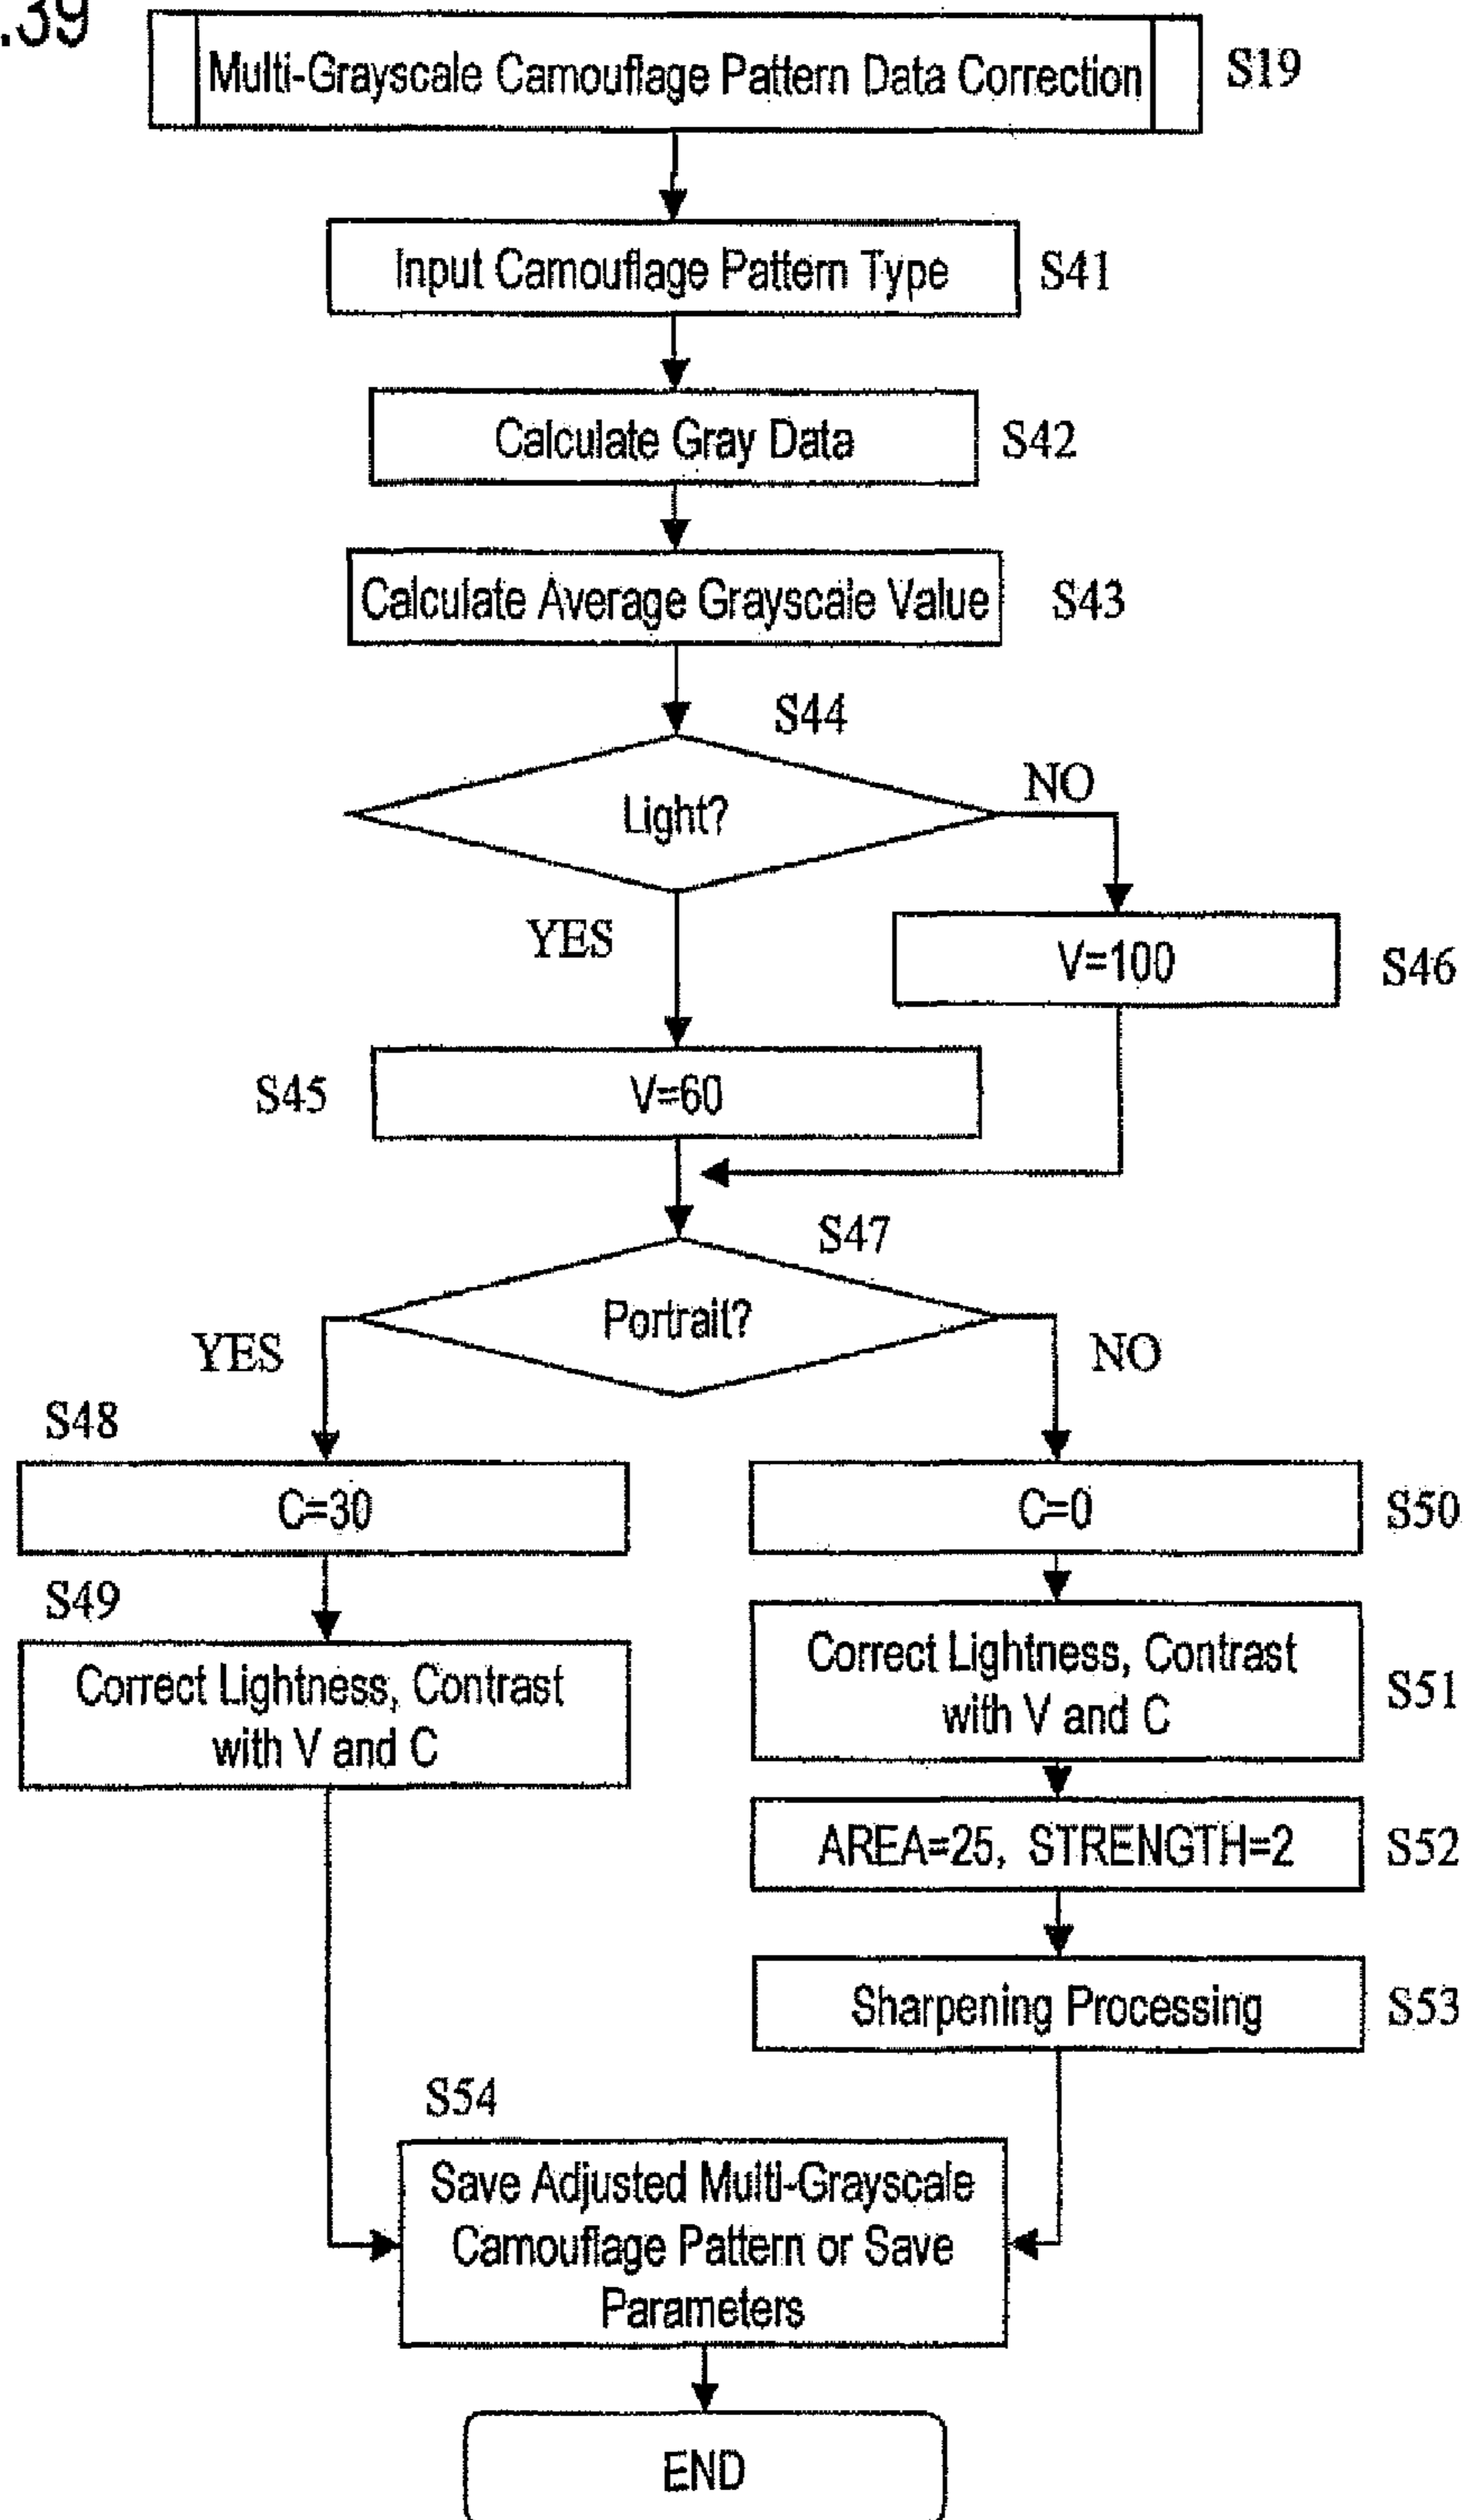 .39
Multi-Grayscale Camouflage Pattern Data Correction
S19
Input Camouflage Pattern Type
S41
Calculate Gray Data
S42
Calculate Average Grayscale Value
S43
S44
Light?
NO
YES
V=100
S46
S45
V=60
S47
Portrait?
YES
NO
S48
C=30
C=0
S50
S49
Correct Lightness, Contrast
with V and C
Correct Lightness, Contrast
with V and C
S51
AREA=25, STRENGTH=2
S52
Sharpening Processing
S53
S54
Save Adjusted Multi-Grayscale
Camouflage Pattern or Save
Parameters
END